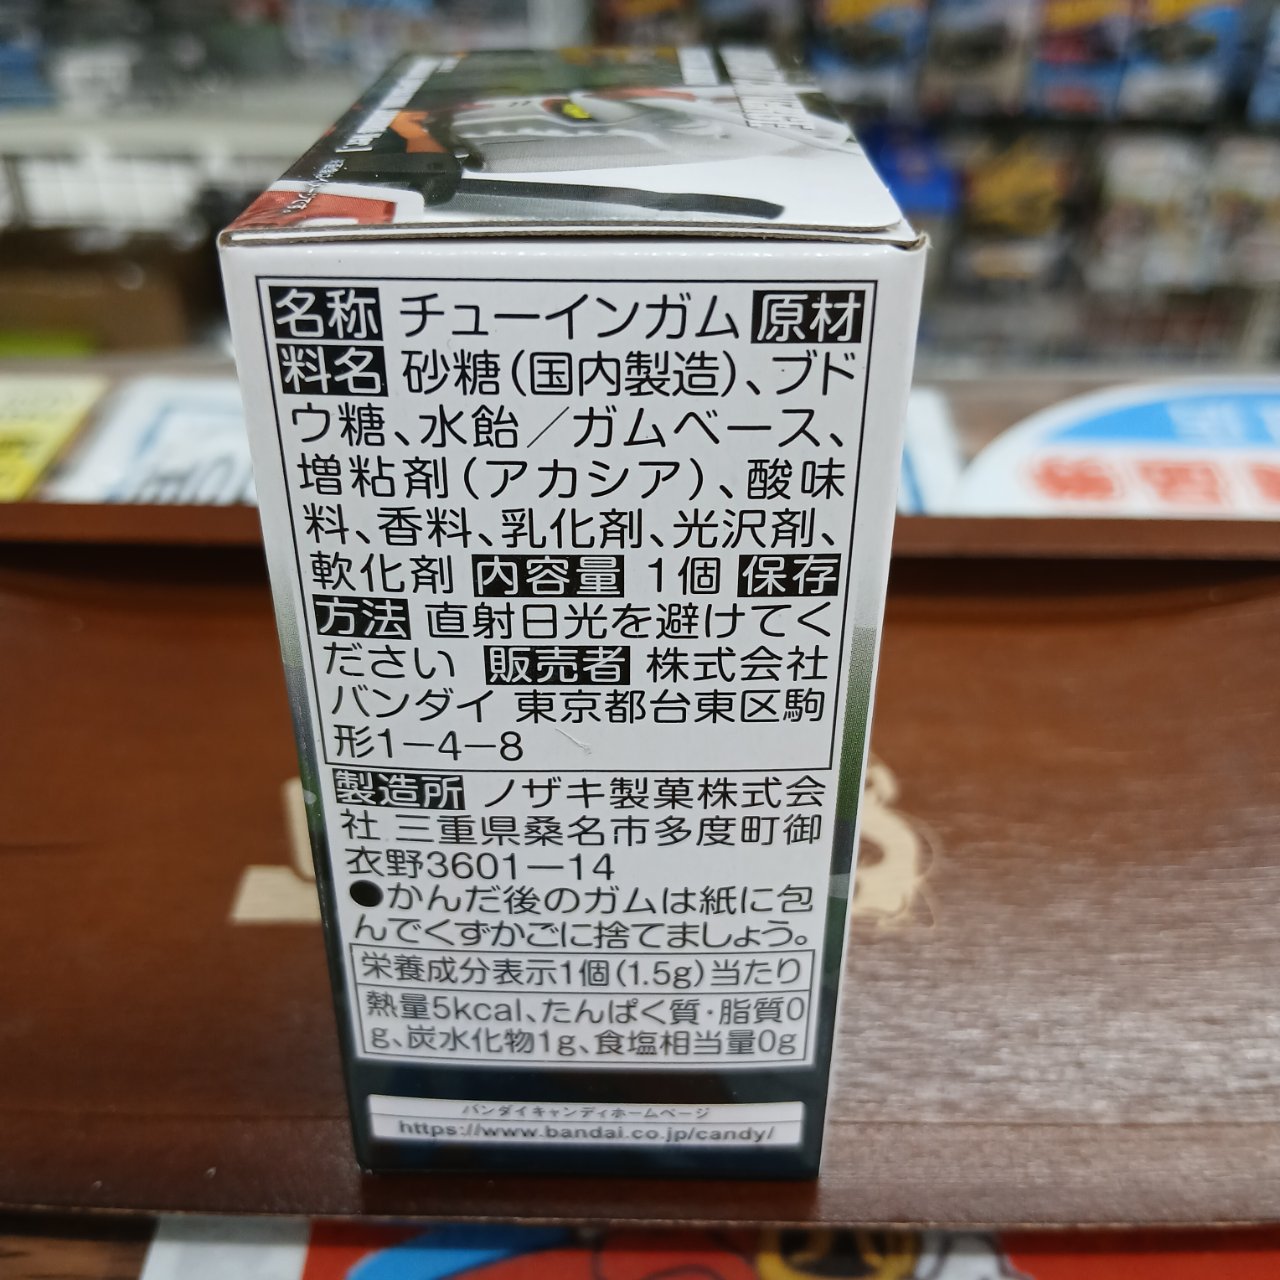 名称 チューインガム 原材
料名 砂糖(国内製造)、ブド
ウ糖、水飴／ガムベース、
増粘剤(アカシア)、酸味
料、香料、乳化剤、光沢剤、
軟化剤 内容量 1個 保存
方法 直射日光を避けてく
ださい 販売者 株式会社
バンダイ 東京都台東区駒
形1−4−8
製造所 ノザキ製菓株式会
社 三重県桑名市多度町御
衣野3601−14
●かんだ後のガムは紙に包
んでくずかごに捨てましょう。
栄養成分表示1個(1.5g)当たり
熱量5kcal、たんぱく質・脂質0
g、炭水化物1g、食塩相当量0g
バンダイキャンディホームページ
https://www.bandai.co.jp/candy/